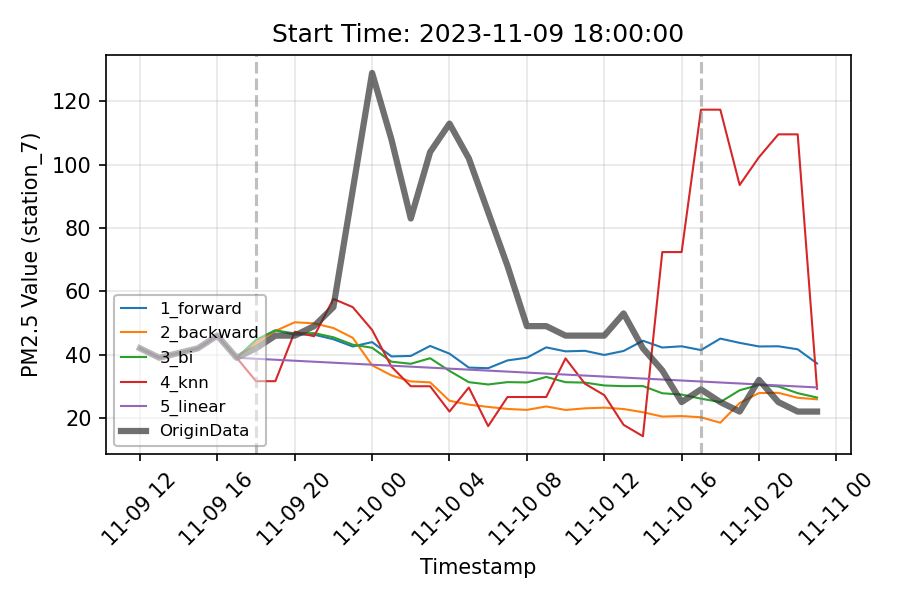 Start Time: 2023-11-09 18:00:00
PM2.5 Value (station_7)
120
100
80
60
40
20
1_forward
2_backward
3_bi
4_knn
5_linear
OriginData
11-09 12
11-09 16
11-09 20
11-10 00
11-10 04
11-10 08
11-10 12
11-10 16
11-10 20
11-11 00
Timestamp